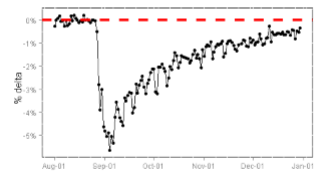 0%
-1%
-2%
-3%
-4%
-5%
% delta
Aug-01
Sep-01
Oct-01
Nov-01
Dec-01
Jan-01